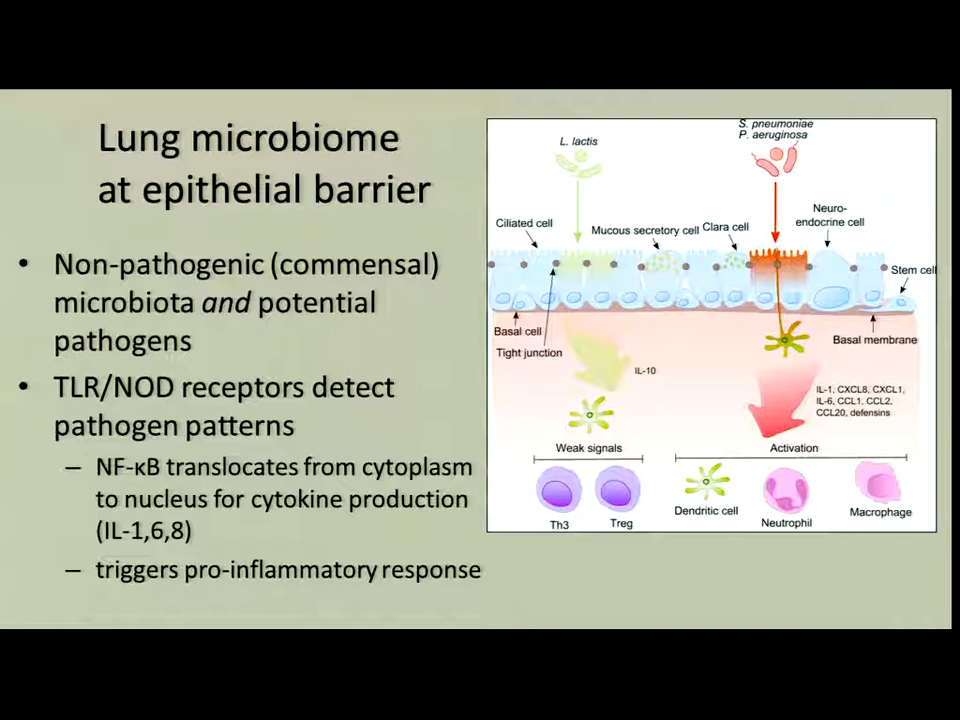 Lung microbiome
at epithelial barrier
• Non-pathogenic (commensal)
microbiota and potential
pathogens
• TLR/NOD receptors detect
pathogen patterns
– NF-κB translocates from cytoplasm
to nucleus for cytokine production
(IL-1,6,8)
– triggers pro-inflammatory response
S. pneumoniae
P. aeruginosa
L. lactis
Neuro-
endocrine cell
Ciliated cell
Mucous secretory cell
Clara cell
Stem cell
Basal cell
Tight junction
Basal membrane
IL-10
IL-1, CXCL8, CXCL1,
IL-6, CCL1, CCL2,
CCL20, defensins
Weak signals
Activation
Th3
Treg
Dendritic cell
Neutrophil
Macrophage